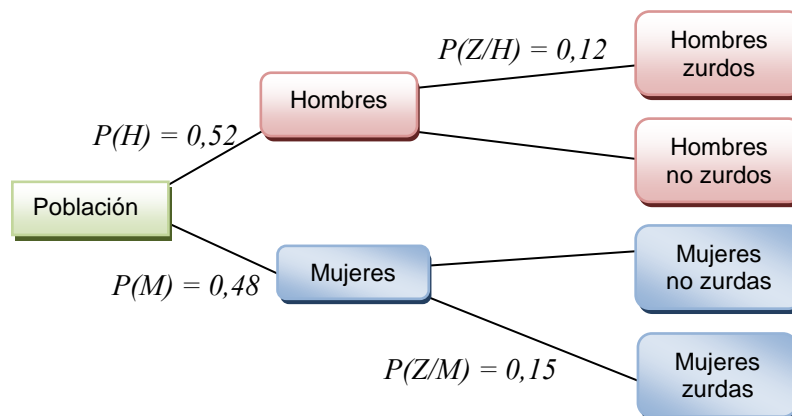 P(Z/H) = 0,12
Hombres
zurdos
Hombres
P(H) = 0,52
Hombres
no zurdos
Población
Mujeres
no zurdas
Mujeres
P(M) = 0,48
P(Z/M) = 0,15
Mujeres
zurdas